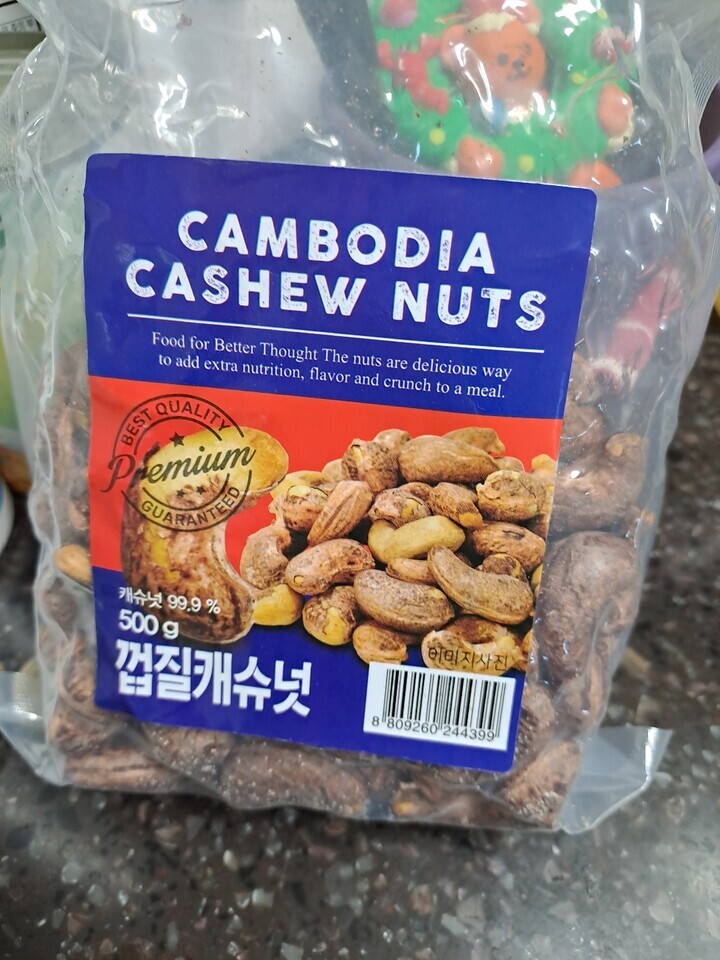 CAMBODIA
CASHEW NUTS
Food for Better Thought The nuts are delicious way
to add extra nutrition, flavor and crunch to a meal.
BEST QUALITY
Premium
GUARANTEED
캐슈넛 99.9 %
500 g
껍질캐슈넛
이미지사진
8 809260 244399